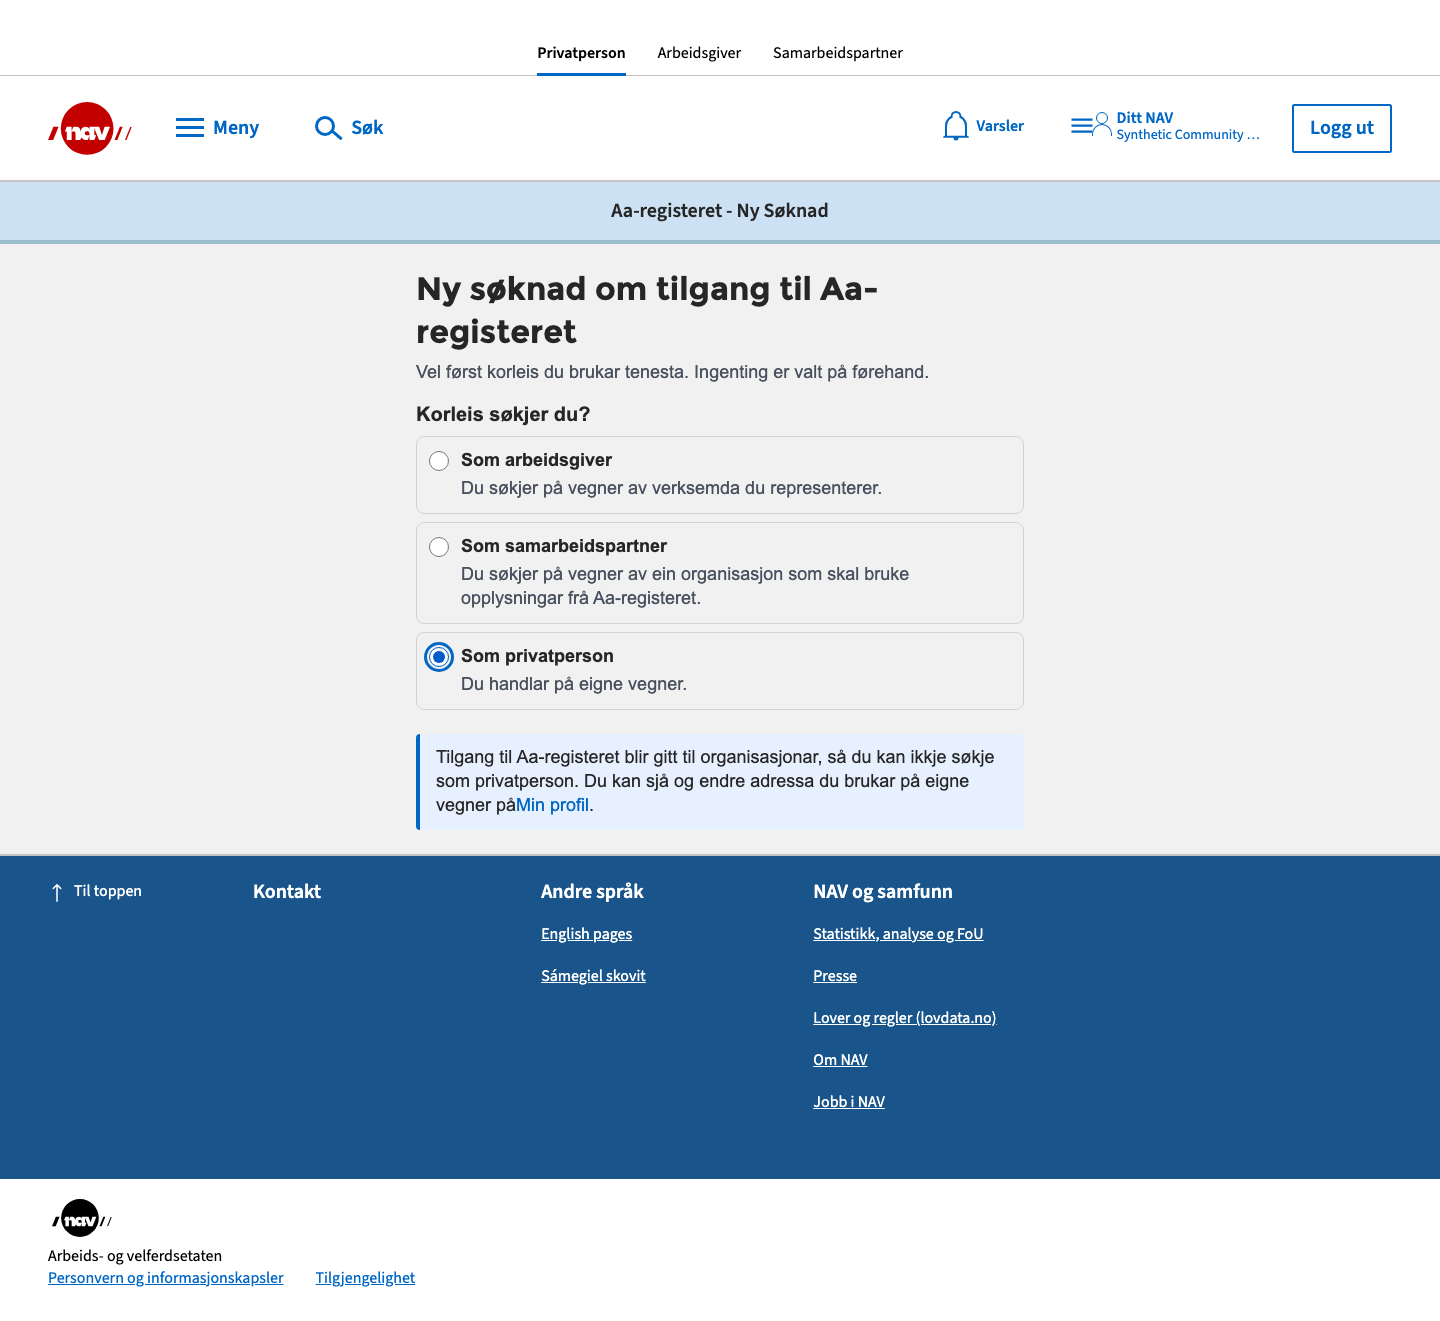 Privatperson Arbeidsgiver Samarbeidspartner
nav Meny Søk Varsler Ditt NAV Logg ut
Synthetic Community ...
Aa-registeret - Ny Søknad
Ny søknad om tilgang til Aa-
registeret
Vel først korleis du brukar tenesta. Ingenting er valt på førehand.
Korleis søkjer du?
Som arbeidsgiver
Du søkjer på vegner av verksemda du representerer.
Som samarbeidspartner
Du søkjer på vegner av ein organisasjon som skal bruke
opplysningar frå Aa-registeret.
Som privatperson
Du handlar på eigne vegner.
Tilgang til Aa-registeret blir gitt til organisasjonar, så du kan ikkje søkje
som privatperson. Du kan sjå og endre adressa du brukar på eigne
vegner påMin profil.
Til toppen
Kontakt
Andre språk
English pages
Sámegiel skovit
NAV og samfunn
Statistikk, analyse og FoU
Presse
Lover og regler (lovdata.no)
Om NAV
Jobb i NAV
nav
Arbeids- og velferdsetaten
Personvern og informasjonskapsler Tilgjengelighet